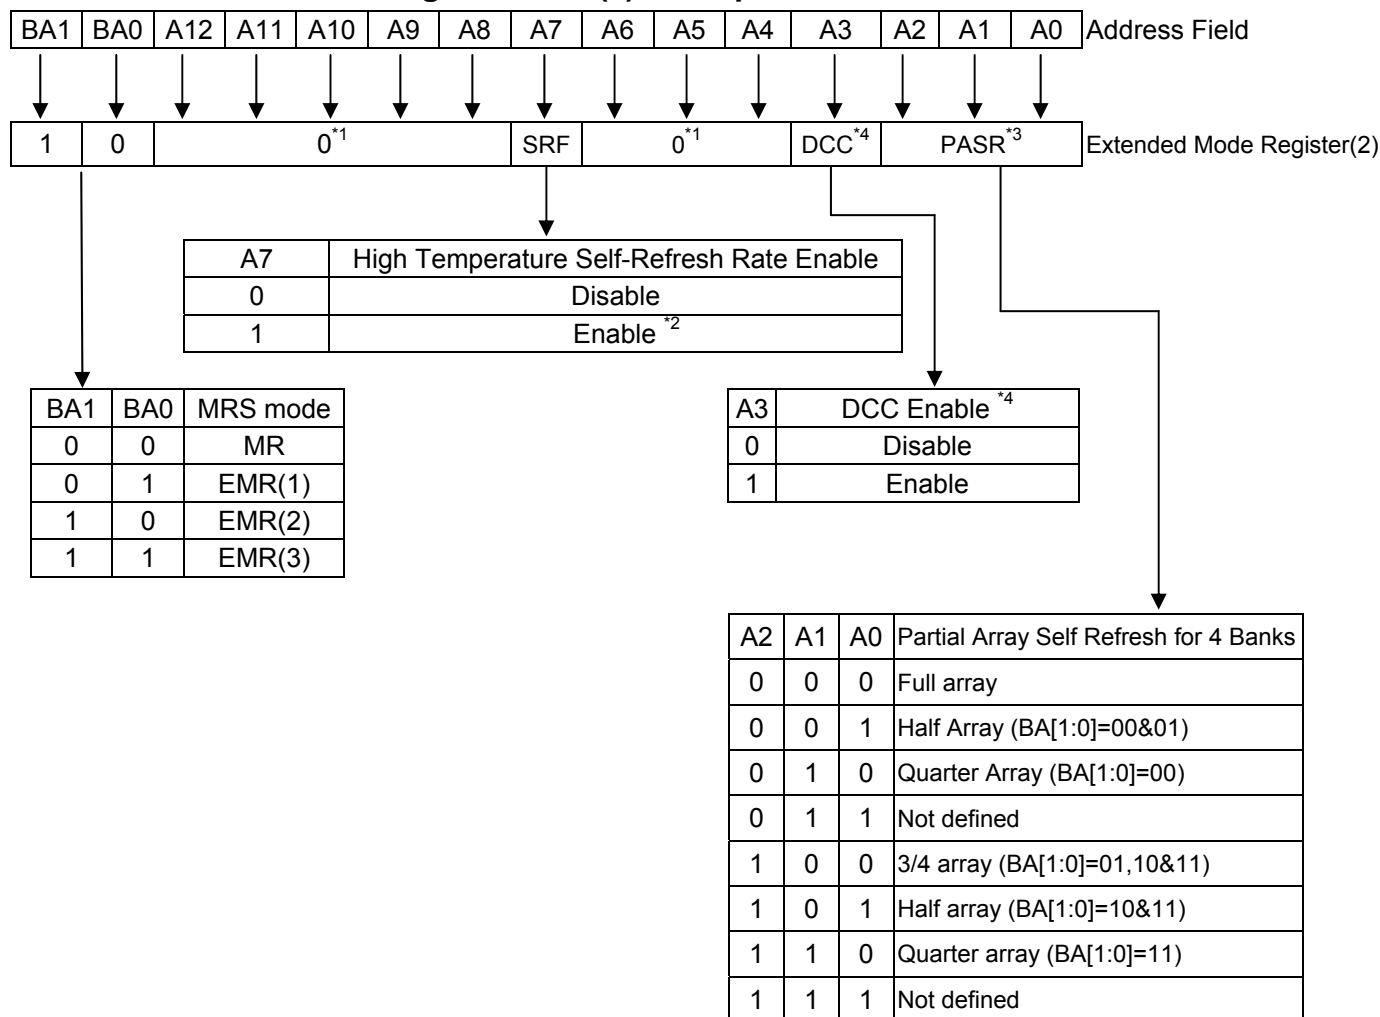 BA1 BA0 A12 A11 A10 A9 A8 A7 A6 A5 A4 A3 A2 A1 A0 Address Field
1 0 0*1 SRF 0*1 DCC*4 PASR*3 Extended Mode Register(2)
A7 High Temperature Self-Refresh Rate Enable
0 Disable
1 Enable *2
BA1 BA0 MRS mode
0 0 MR
0 1 EMR(1)
1 0 EMR(2)
1 1 EMR(3)
A3 DCC Enable *4
0 Disable
1 Enable
A2 A1 A0 Partial Array Self Refresh for 4 Banks
0 0 0 Full array
0 0 1 Half Array (BA[1:0]=00&01)
0 1 0 Quarter Array (BA[1:0]=00)
0 1 1 Not defined
1 0 0 3/4 array (BA[1:0]=01,10&11)
1 0 1 Half array (BA[1:0]=10&11)
1 1 0 Quarter array (BA[1:0]=11)
1 1 1 Not defined